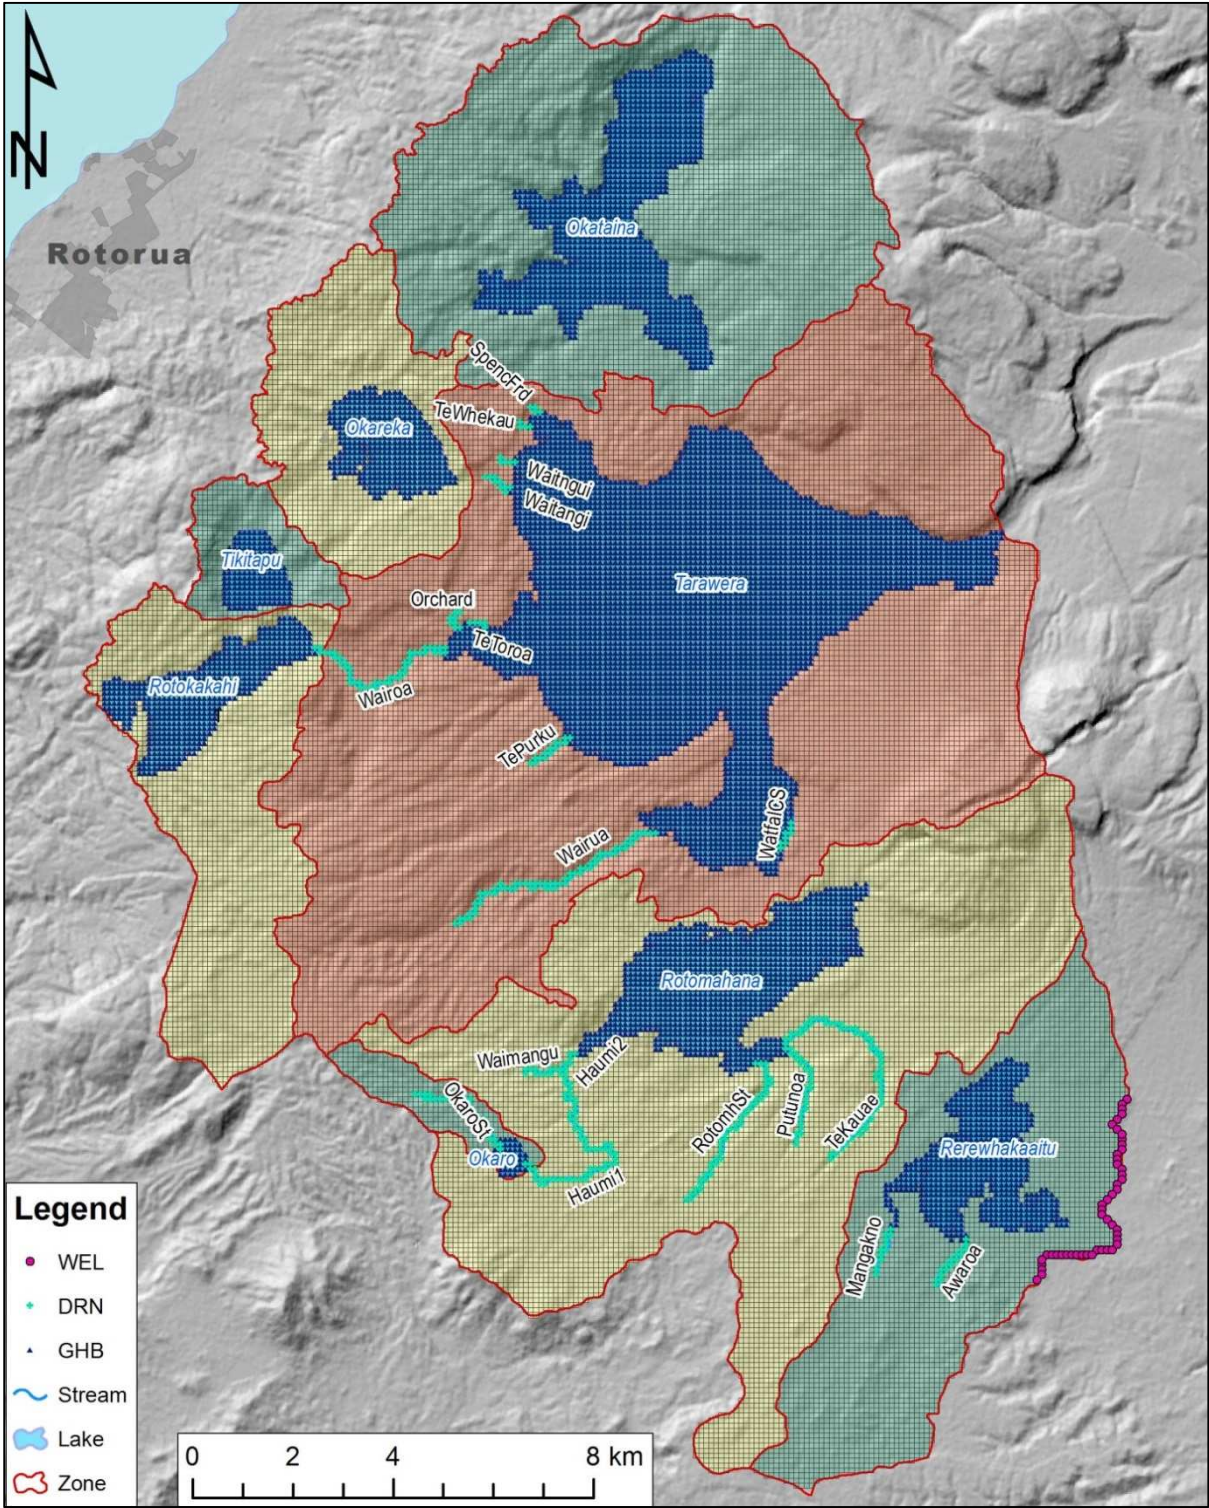 N
Rotorua
Okataina
SpencFrd
TeWhekau
Okareka
Waitngui
Waitangi
Tikitapu
Tarawera
Orchard
TeToroa
Rotokakahi
Wairoa
TePurku
WattalCS
Wairua
Rotomahana
Waimangu
Haumi2
OkaroSt
Okaro
Haumi1
RotomhSt
Putunoa
TeKauae
Rerewhakaaitu
Mangakno
Awaroa
Legend
WEL
DRN
GHB
Stream
Lake
Zone
0 2 4 8 km